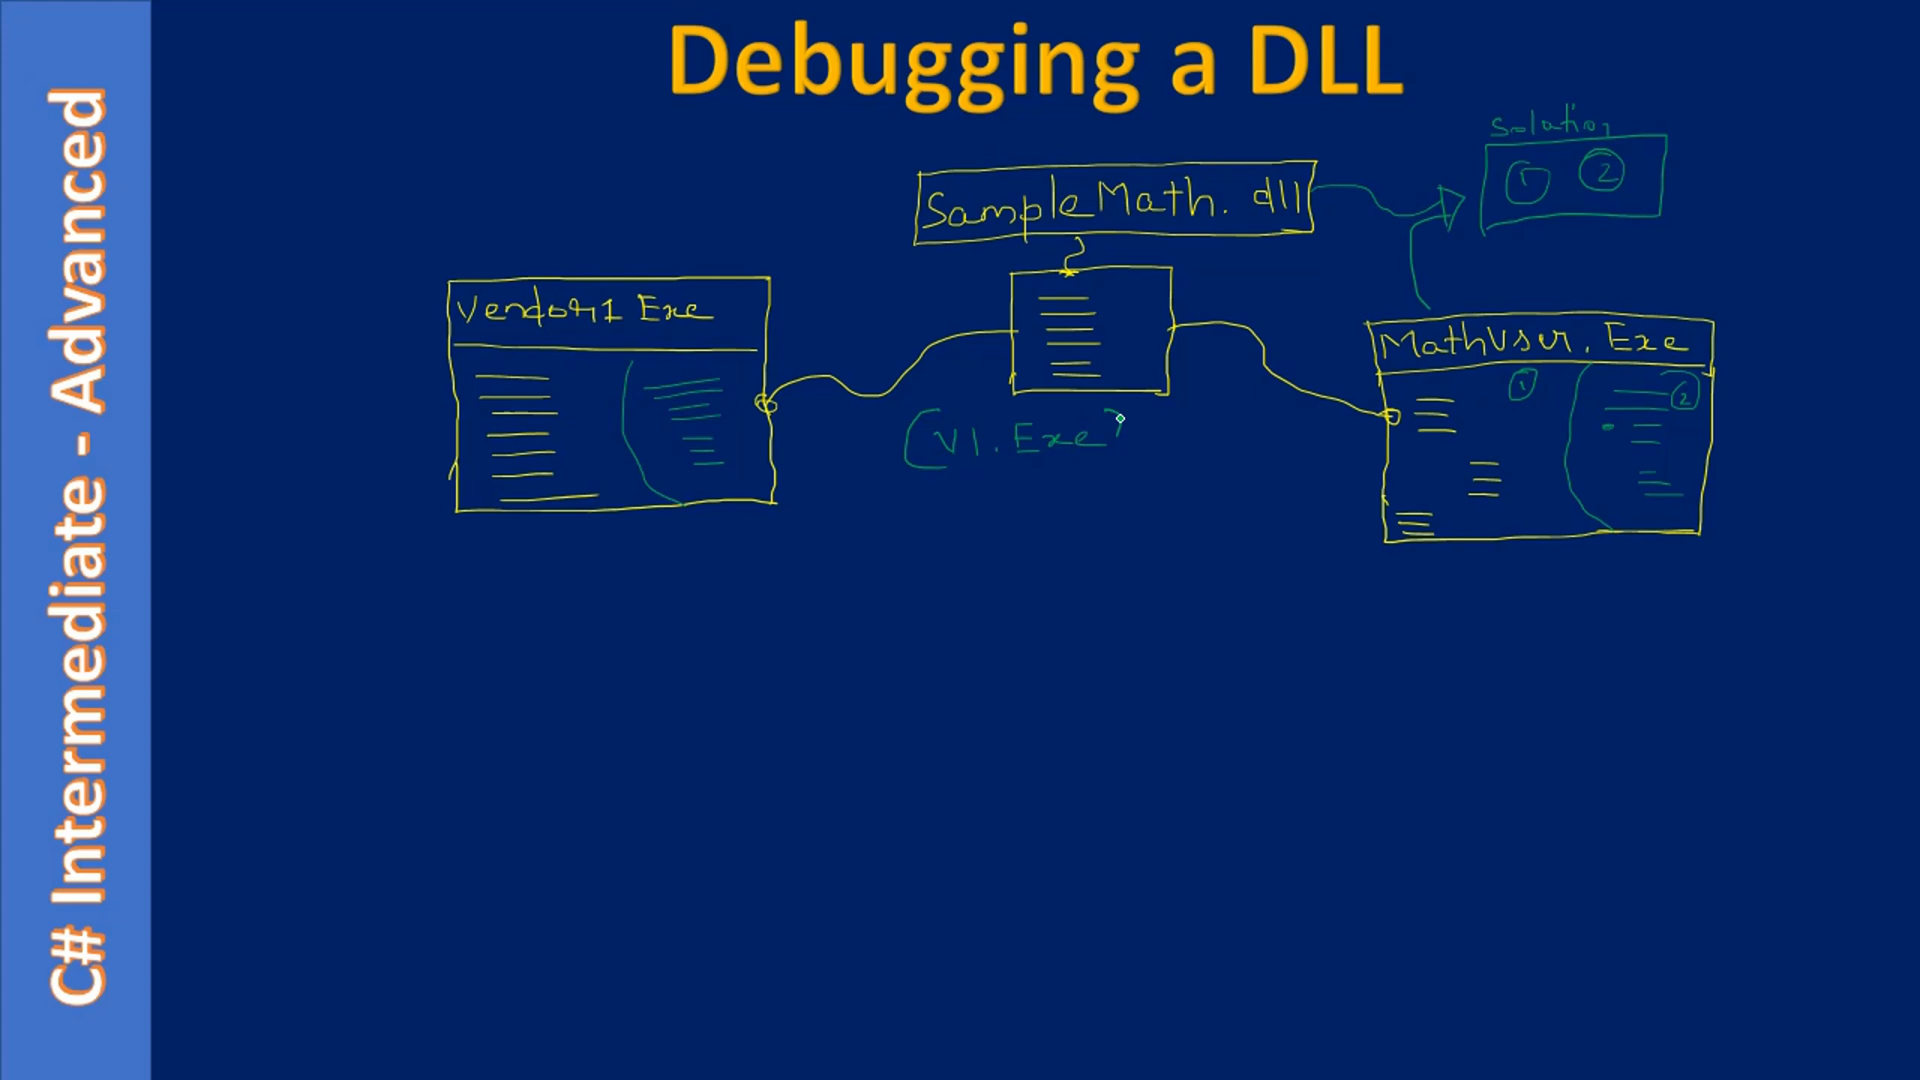 C# Intermediate - Advanced
Debugging a DLL
Solution
1 2
SampleMath. dll
Vendor1 Exe
MathUser. Exe
1 2
(V1. Exe)